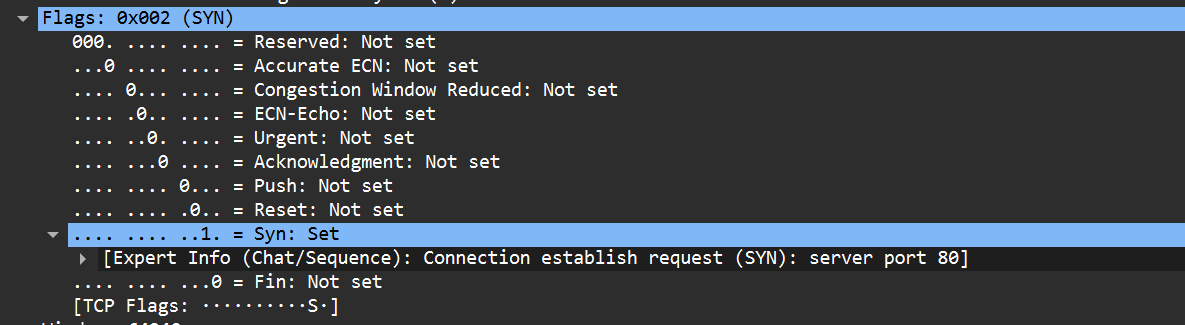 Flags: 0x002 (SYN)
000. .... .... = Reserved: Not set
...0 .... .... = Accurate ECN: Not set
.... 0... .... = Congestion Window Reduced: Not set
.... .0.. .... = ECN-Echo: Not set
.... ..0. .... = Urgent: Not set
.... ...0 .... = Acknowledgment: Not set
.... .... 0... = Push: Not set
.... .... .0.. = Reset: Not set
.... .... ..1. = Syn: Set
[Expert Info (Chat/Sequence): Connection establish request (SYN): server port 80]
.... .... ...0 = Fin: Not set
[TCP Flags: ··········S·]